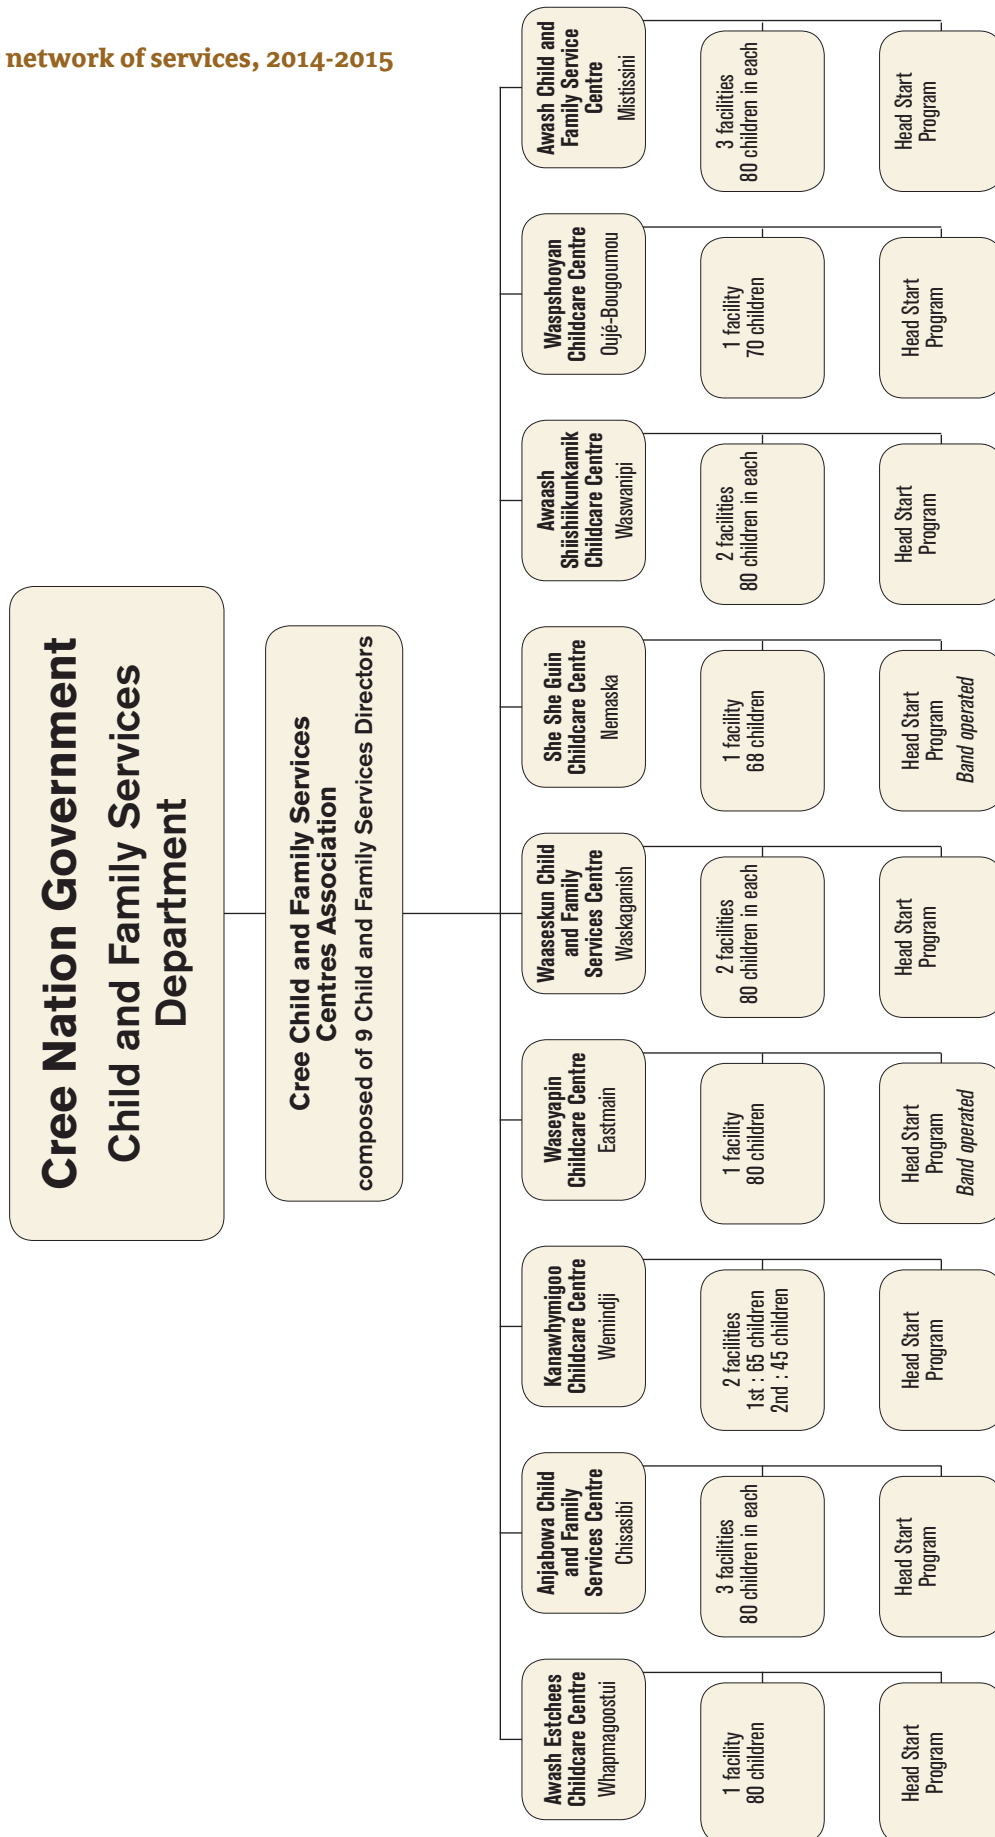 network of services, 2014-2015
Cree Nation Government
Child and Family Services
Department
Cree Child and Family Services
Centres Association
composed of 9 Child and Family Services Directors
Awash Estchees
Childcare Centre
Whapmagoostui
1 facility
80 children
Head Start
Program
Anjabowa Child
and Family
Services Centre
Chisasibi
3 facilities
80 children in each
Head Start
Program
Kanawhymigoo
Childcare Centre
Wemindji
2 facilities
1st : 65 children
2nd : 45 children
Head Start
Program
Waseyapin
Childcare Centre
Eastmain
1 facility
80 children
Head Start
Program
Band operated
Waaseskun Child
and Family
Services Centre
Waskaganish
2 facilities
80 children in each
Head Start
Program
She She Guin
Childcare Centre
Nemaska
1 facility
68 children
Head Start
Program
Band operated
Awaash
Shiishiikunkamik
Childcare Centre
Waswanipi
2 facilities
80 children in each
Head Start
Program
Waspshooyan
Childcare Centre
Oujé-Bougoumou
1 facility
70 children
Head Start
Program
Awash Child and
Family Service
Centre
Mistissini
3 facilities
80 children in each
Head Start
Program